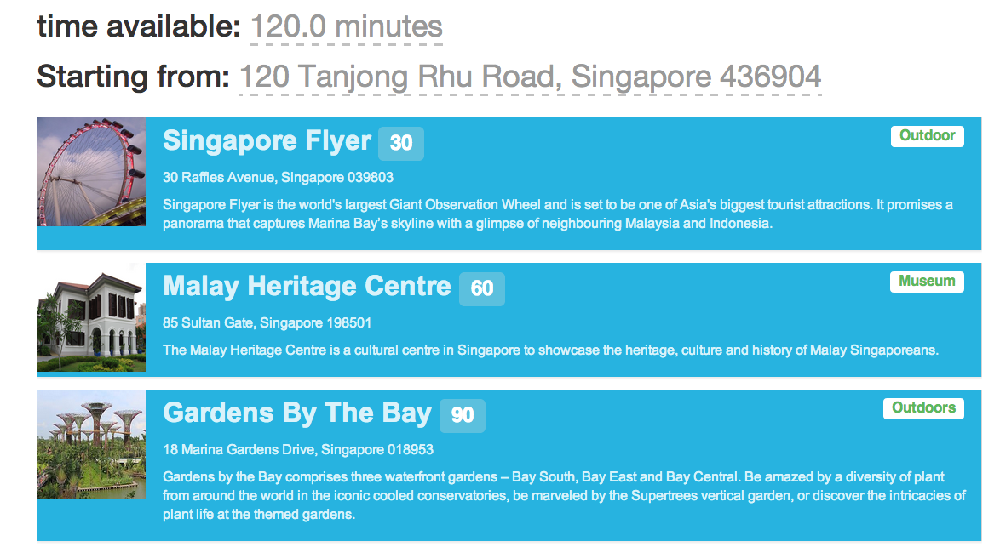 time available: 120.0 minutes
Starting from: 120 Tanjong Rhu Road, Singapore 436904
Singapore Flyer 30
Outdoor
30 Raffles Avenue, Singapore 039803
Singapore Flyer is the world's largest Giant Observation Wheel and is set to be one of Asia's biggest tourist attractions. It promises a
panorama that captures Marina Bay's skyline with a glimpse of neighbouring Malaysia and Indonesia.
Malay Heritage Centre 60
Museum
85 Sultan Gate, Singapore 198501
The Malay Heritage Centre is a cultural centre in Singapore to showcase the heritage, culture and history of Malay Singaporeans.
Gardens By The Bay 90
Outdoors
18 Marina Gardens Drive, Singapore 018953
Gardens by the Bay comprises three waterfront gardens – Bay South, Bay East and Bay Central. Be amazed by a diversity of plant
from around the world in the iconic cooled conservatories, be marveled by the Supertrees vertical garden, or discover the intricacies of
plant life at the themed gardens.